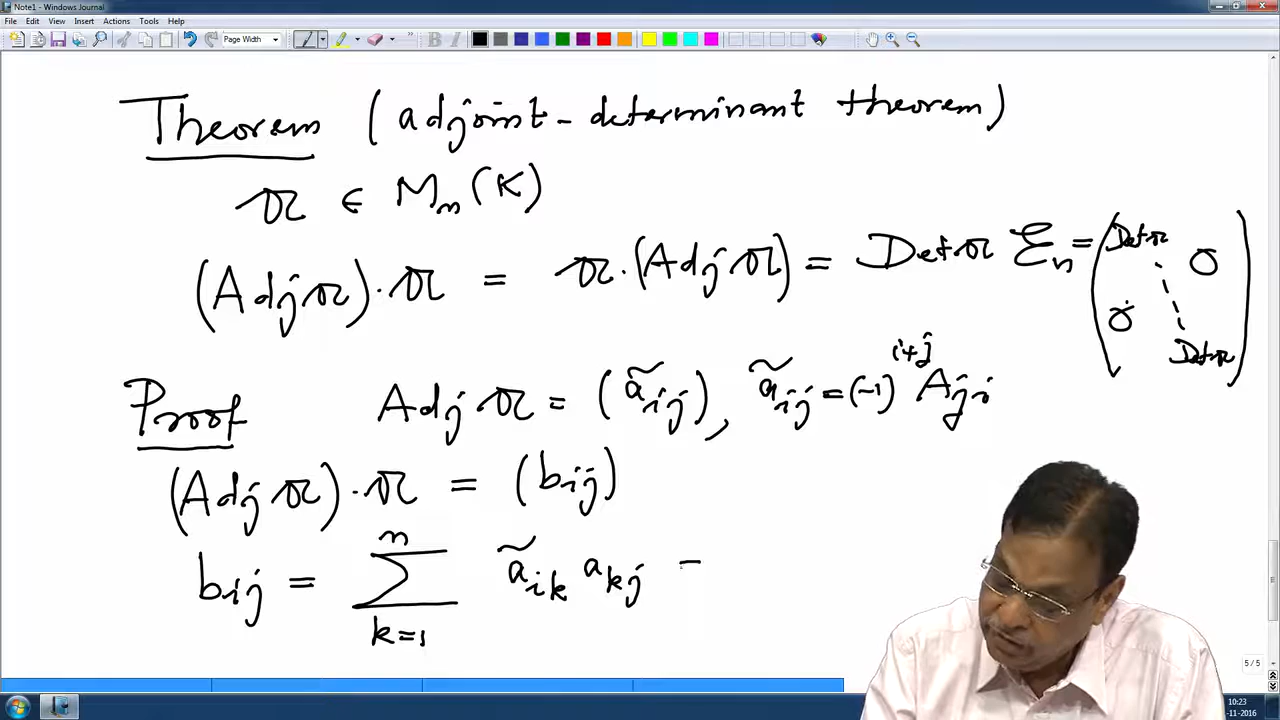 Note1 - Windows Journal
File Edit View Insert Actions Tools Help
Page Width
Theorem (adjoint-determinant theorem)
𝔄 ∈ Mn(K)
(Adj 𝔄)·𝔄 = 𝔄·(Adj 𝔄) = Det 𝔄 ℰn = (Det 𝔄 0 0 Det 𝔄)
Proof Adj 𝔄 = (ãij), ãij = (-1)^{i+j} Aji
(Adj 𝔄)·𝔄 = (bij)
bij = ∑_{k=1}^{n} ãik akj =
5/5
10:23
-11-2016